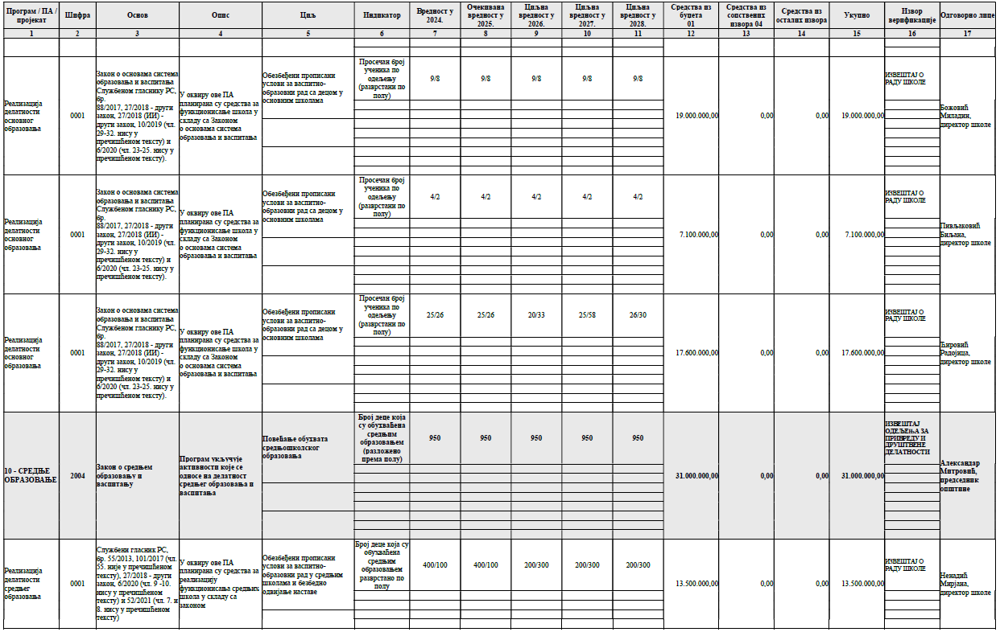 Програм / ПА / пројекат Шифра Основ Опис Циљ Индикатор Вредност у 2024. Очекивана вредност у 2025. Циљна вредност у 2026. Циљна вредност у 2027. Циљна вредност у 2028. Средства из буџета 01 Средства из сопствених извора 04 Средства из осталих извора Укупно Извор верификације Одговорно лице
1 2 3 4 5 6 7 8 9 10 11 12 13 14 15 16 17
Реализација
делатности
основног
образовања
0001
Закон о основама система
образовања и васпитања
Службеном гласнику РС,
бр.
88/2017, 27/2018 - други
закон, 27/2018 (ИИ) -
други закон, 10/2019 (чл.
29-32. нису у
пречишћеном тексту) и
6/2020 (чл. 23-25. нису у
пречишћеном тексту).
У оквиру ове ПА
планирана су средства за
функционисање школа у
складу са Законом
о основама система
образовања и васпитања
Обезбеђени прописани
услови за васпитно-
образовни рад са децом у
основним школама
Просечан број
ученика по
одељењу
(разврстани по
полу)
9/8 9/8 9/8 9/8 9/8
19.000.000,00 0,00 0,00 19.000.000,00
ИЗВЕШТАЈ О
РАДУ ШКОЛЕ
Божовић
Миладин,
директор школе
Реализација
делатности
основног
образовања
0001
Закон о основама система
образовања и васпитања
Службеном гласнику РС,
бр.
88/2017, 27/2018 - други
закон, 27/2018 (ИИ) -
други закон, 10/2019 (чл.
29-32. нису у
пречишћеном тексту) и
6/2020 (чл. 23-25. нису у
пречишћеном тексту).
У оквиру ове ПА
планирана су средства за
функционисање школа у
складу са Законом
о основама система
образовања и васпитања
Обезбеђени прописани
услови за васпитно-
образовни рад са децом у
основним школама
Просечан број
ученика по
одељењу
(разврстани по
полу)
4/2 4/2 4/2 4/2 4/2
7.100.000,00 0,00 0,00 7.100.000,00
ИЗВЕШТАЈ О
РАДУ ШКОЛЕ
Пивљаковић
Биљана,
директор школе
Реализација
делатности
основног
образовања
0001
Закон о основама система
образовања и васпитања
Службеном гласнику РС,
бр.
88/2017, 27/2018 - други
закон, 27/2018 (ИИ) -
други закон, 10/2019 (чл.
29-32. нису у
пречишћеном тексту) и
6/2020 (чл. 23-25. нису у
пречишћеном тексту).
У оквиру ове ПА
планирана су средства за
функционисање школа у
складу са Законом
о основама система
образовања и васпитања
Обезбеђени прописани
услови за васпитно-
образовни рад са децом у
основним школама
Просечан број
ученика по
одељењу
(разврстани по
полу)
25/26 25/26 20/33 25/58 26/30
17.600.000,00 0,00 0,00 17.600.000,00
ИЗВЕШТАЈ О
РАДУ ШКОЛЕ
Ћировић
Радојица,
директор школе
10 - СРЕДЊЕ
ОБРАЗОВАЊЕ
2004
Закон о средњем
образовању и
васпитању
Програм укључује
активности које се
односе на делатност
средњег образовања и
васпитања
Повећање обухвата
средњошколског
образовања
Број деце која
су обухваћена
средњим
образовањем
(разложено
према полу)
950 950 950 950 950
31.000.000,00 0,00 0,00 31.000.000,00
ИЗВЕШТАЈ
ОДЕЉЕЊА ЗА
ПРИВРЕДУ И
ДРУШТВЕНЕ
ДЕЛАТНОСТИ
Александар
Митровић,
председник
општине
Реализација
делатности
средњег
образовања
0001
Службени гласник РС,
бр. 55/2013, 101/2017 (чл.
55. није у пречишћеном
тексту), 27/2018 - други
закон, 6/2020 (чл. 9 -10.
нису у пречишћеном
тексту) и 52/2021 (чл. 7. и
8. нису у пречишћеном
тексту)
У оквиру ове ПА
планирана су средства за
реализацију
функционисања средњих
школа у складу са
законом
Обезбеђени прописани
услови за васпитно-
образовни рад у средњим
школама и безбедно
одвијање наставе
Број деце која су
обухваћена
средњим
образовањем
разврстано по
полу
400/100 400/100 200/300 200/300 200/300
13.500.000,00 0,00 0,00 13.500.000,00
ИЗВЕШТАЈ О
РАДУ ШКОЛЕ
Ненадић
Мирјана,
директор школе